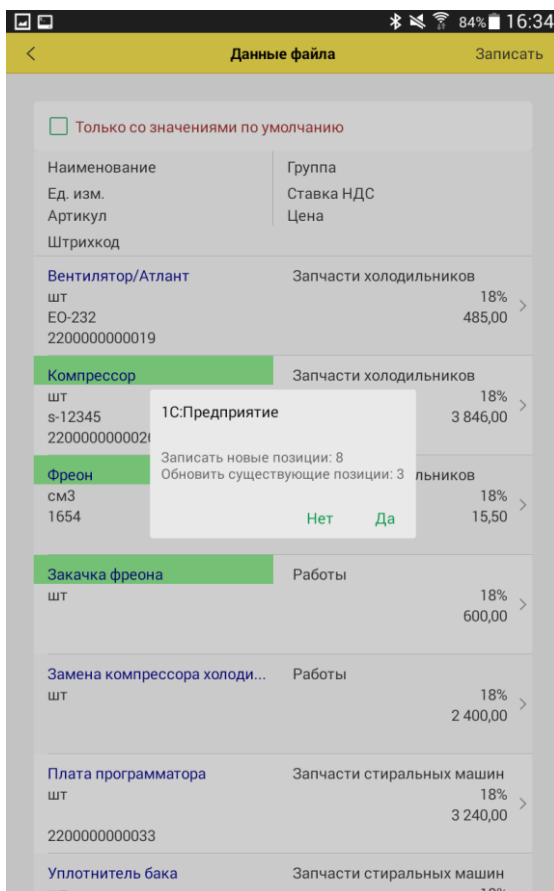 84% 16:34
Данные файла Записать
Только со значениями по умолчанию
Наименование Группа
Ед. изм. Ставка НДС
Артикул Цена
Штрихкод
Вентилятор/Атлант Запчасти холодильников
шт 18%
ЕО-232 485,00
2200000000019
Компрессор Запчасти холодильников
шт 18%
s-12345 3 846,00
220000000002
Фреон льников
см3 18%
1654 15,50
1С:Предприятие
Записать новые позиции: 8
Обновить существующие позиции: 3
Нет Да
Закачка фреона Работы
шт 18%
600,00
Замена компрессора холоди... Работы
шт 18%
2 400,00
Плата программатора Запчасти стиральных машин
шт 18%
3 240,00
2200000000033
Уплотнитель бака Запчасти стиральных машин